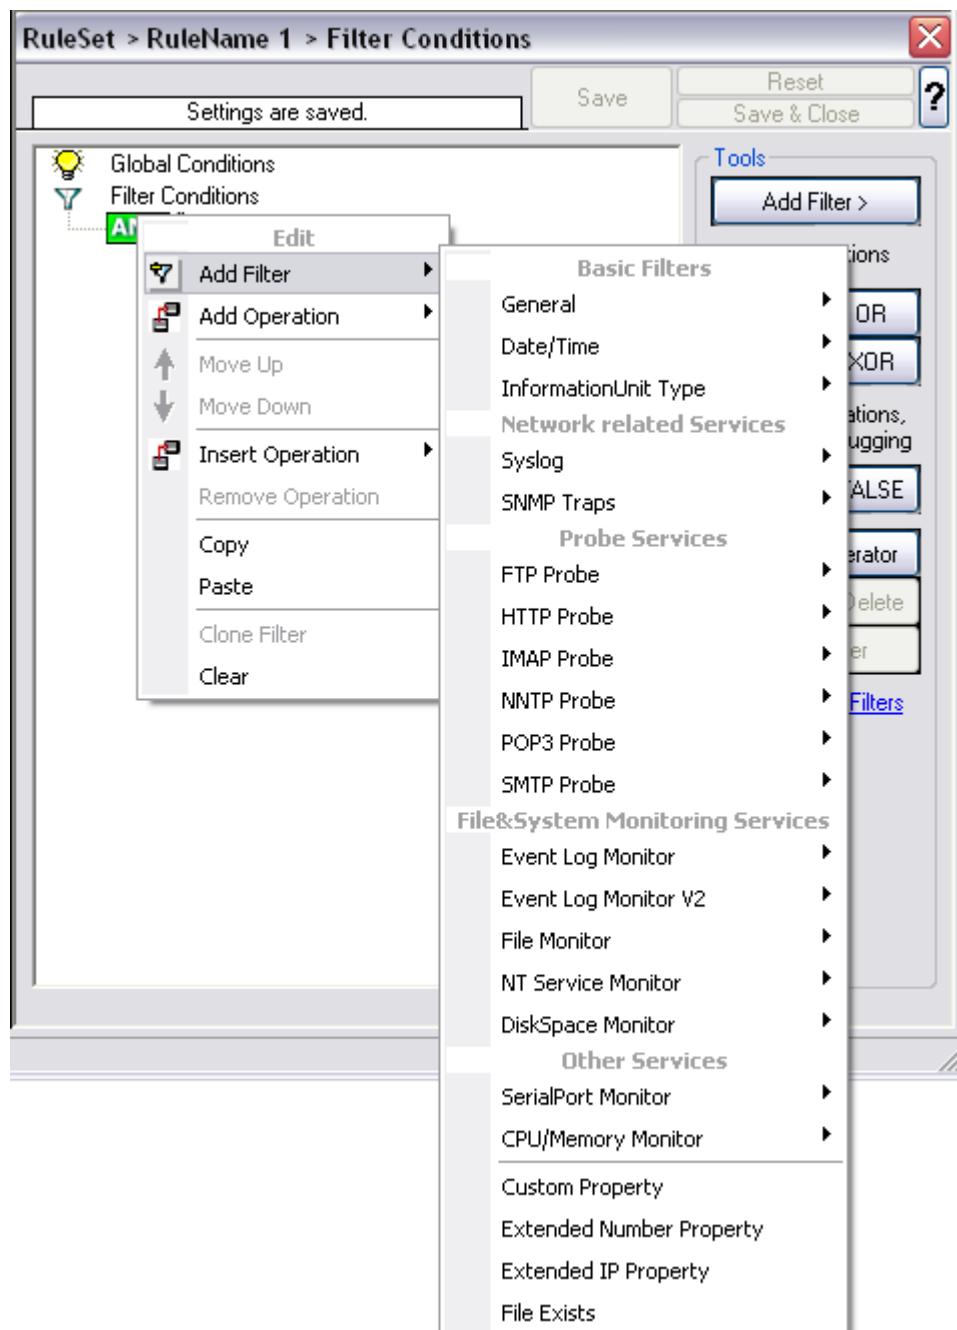 RuleSet > RuleName 1 > Filter Conditions
Settings are saved.
Save
Reset
Save & Close
?
Global Conditions
Filter Conditions
Tools
Add Filter >
OR
XOR
Filters
Edit
Add Filter
Add Operation
Move Up
Move Down
Insert Operation
Remove Operation
Copy
Paste
Clone Filter
Clear
Basic Filters
General
Date/Time
InformationUnit Type
Network related Services
Syslog
SNMP Traps
Probe Services
FTP Probe
HTTP Probe
IMAP Probe
NNTP Probe
POP3 Probe
SMTP Probe
File&System Monitoring Services
Event Log Monitor
Event Log Monitor V2
File Monitor
NT Service Monitor
DiskSpace Monitor
Other Services
SerialPort Monitor
CPU/Memory Monitor
Custom Property
Extended Number Property
Extended IP Property
File Exists